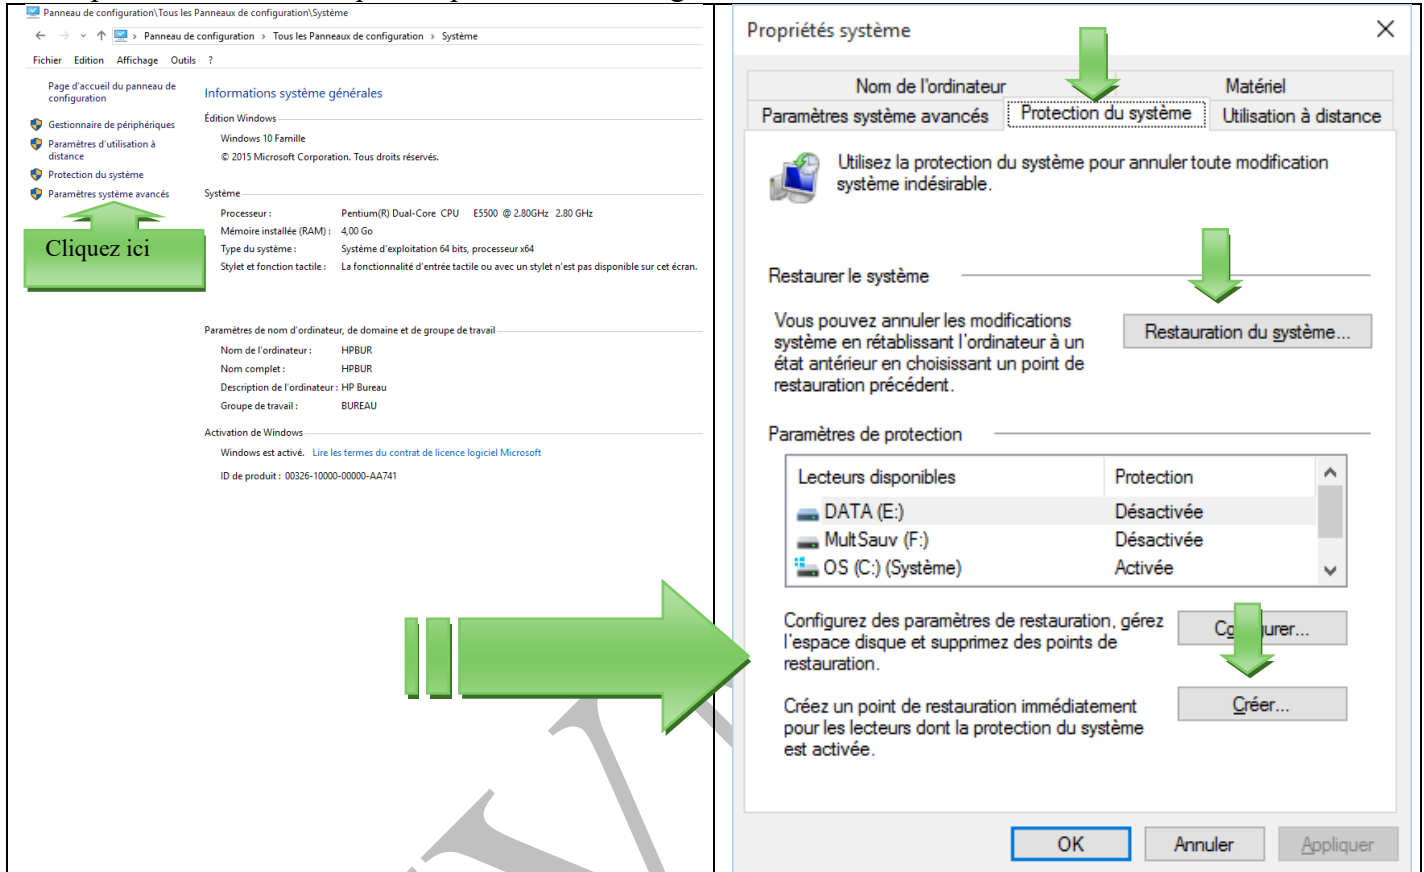 Panneau de configuration\Tous les Panneaux de configuration\Système
Panneau de configuration › Tous les Panneaux de configuration › Système
Fichier Edition Affichage Outils ?
Page d'accueil du panneau de
configuration
Gestionnaire de périphériques
Paramètres d'utilisation à
distance
Protection du système
Paramètres système avancés
Cliquez ici
Informations système générales
Édition Windows
Windows 10 Famille
© 2015 Microsoft Corporation. Tous droits réservés.
Système
Processeur : Pentium(R) Dual-Core CPU E5500 @ 2.80GHz 2.80 GHz
Mémoire installée (RAM) : 4,00 Go
Type du système : Système d'exploitation 64 bits, processeur x64
Stylet et fonction tactile : La fonctionnalité d'entrée tactile ou avec un stylet n'est pas disponible sur cet écran.
Paramètres de nom d'ordinateur, de domaine et de groupe de travail
Nom de l'ordinateur : HPBUR
Nom complet : HPBUR
Description de l'ordinateur : HP Bureau
Groupe de travail : BUREAU
Activation de Windows
Windows est activé. Lire les termes du contrat de licence logiciel Microsoft
ID de produit : 00326-10000-00000-AA741
Propriétés système
Nom de l'ordinateur Matériel
Paramètres système avancés Protection du système Utilisation à distance
Utilisez la protection du système pour annuler toute modification
système indésirable.
Restaurer le système
Vous pouvez annuler les modifications
système en rétablissant l'ordinateur à un
état antérieur en choisissant un point de
restauration précédent.
Restauration du système...
Paramètres de protection
Lecteurs disponibles Protection
DATA (E:) Désactivée
MultSauv (F:) Désactivée
OS (C:) (Système) Activée
Configurez des paramètres de restauration, gérez
l'espace disque et supprimez des points de
restauration.
Créez un point de restauration immédiatement
pour les lecteurs dont la protection du système
est activée.
Créer...
OK Annuler Appliquer